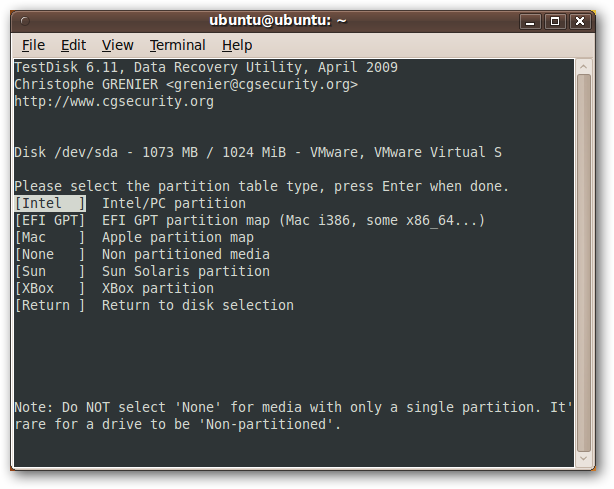 ubuntu@ubuntu: ~
File Edit View Terminal Help
TestDisk 6.11, Data Recovery Utility, April 2009
Christophe GRENIER <grenier@cgsecurity.org>
http://www.cgsecurity.org
Disk /dev/sda - 1073 MB / 1024 MiB - VMware, VMware Virtual S
Please select the partition table type, press Enter when done.
[Intel  ]  Intel/PC partition
[EFI GPT]  EFI GPT partition map (Mac i386, some x86_64...)
[Mac    ]  Apple partition map
[None   ]  Non partitioned media
[Sun    ]  Sun Solaris partition
[XBox   ]  XBox partition
[Return ]  Return to disk selection
Note: Do NOT select 'None' for media with only a single partition. It'
rare for a drive to be 'Non-partitioned'.